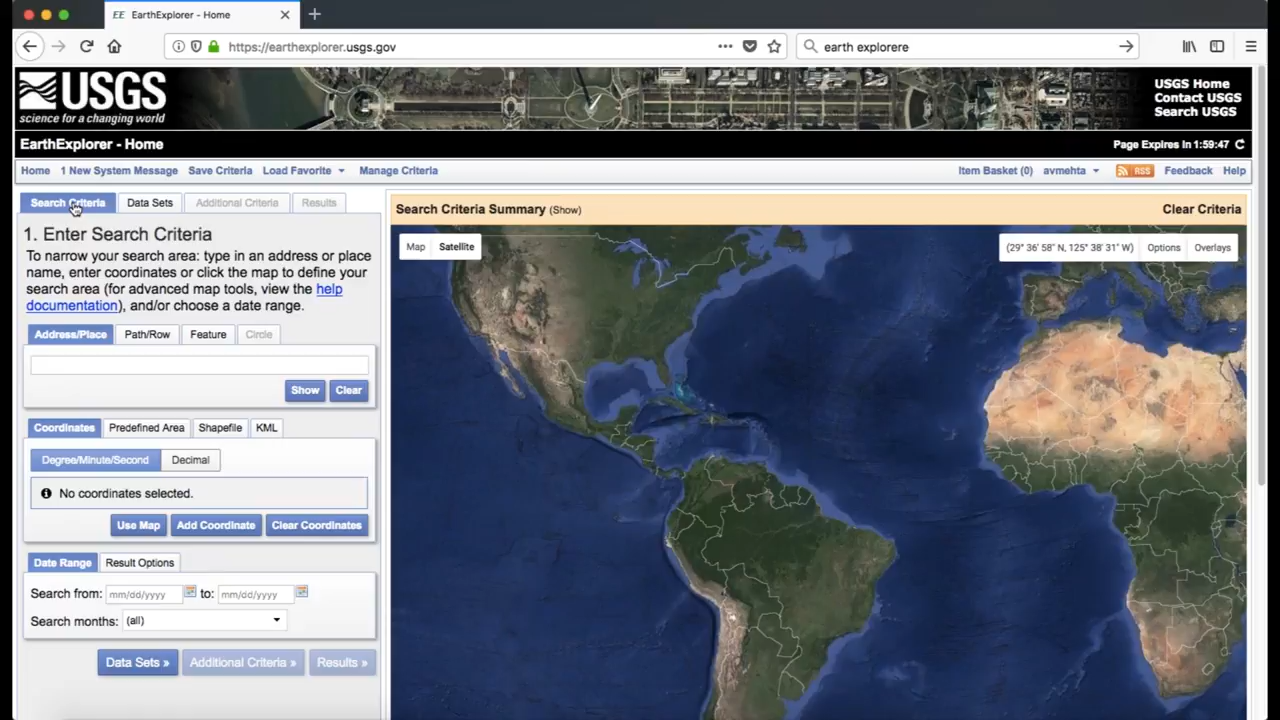 EE EarthExplorer - Home
https://earthexplorer.usgs.gov
earth explorere
USGS
science for a changing world
USGS Home
Contact USGS
Search USGS
EarthExplorer - Home
Page Expires in 1:59:47
Home 1 New System Message Save Criteria Load Favorite Manage Criteria
Item Basket (0) RSS avmehta Feedback Help
Search Criteria Data Sets Additional Criteria Results
1. Enter Search Criteria
To narrow your search area: type in an address or place
name, enter coordinates or click the map to define your
search area (for advanced map tools, view the help
documentation), and/or choose a date range.
Address/Place Path/Row Feature Circle
Show Clear
Coordinates Predefined Area Shapefile KML
Degree/Minute/Second Decimal
No coordinates selected.
Use Map Add Coordinate Clear Coordinates
Date Range Result Options
Search from: mm/dd/yyyy to: mm/dd/yyyy
Search months: (all)
Data Sets » Additional Criteria » Results »
Search Criteria Summary (Show)
Clear Criteria
Map Satellite
(29° 36' 58" N, 125° 38' 31" W) Options Overlays